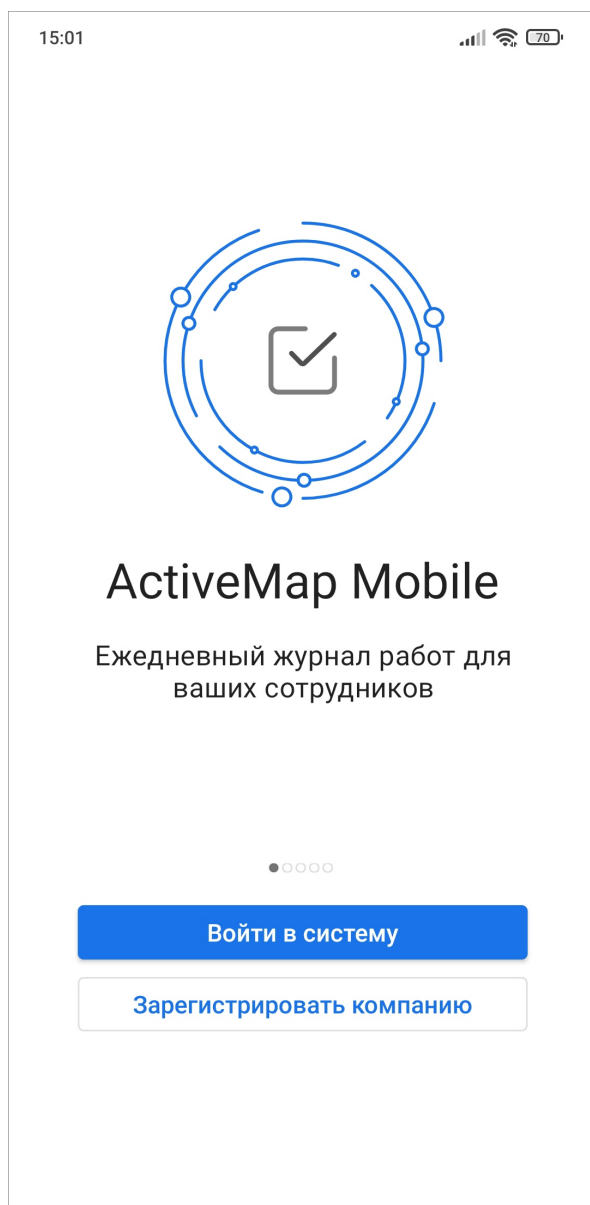 15:01
70
ActiveMap Mobile
Ежедневный журнал работ для
ваших сотрудников
Войти в систему
Зарегистрировать компанию